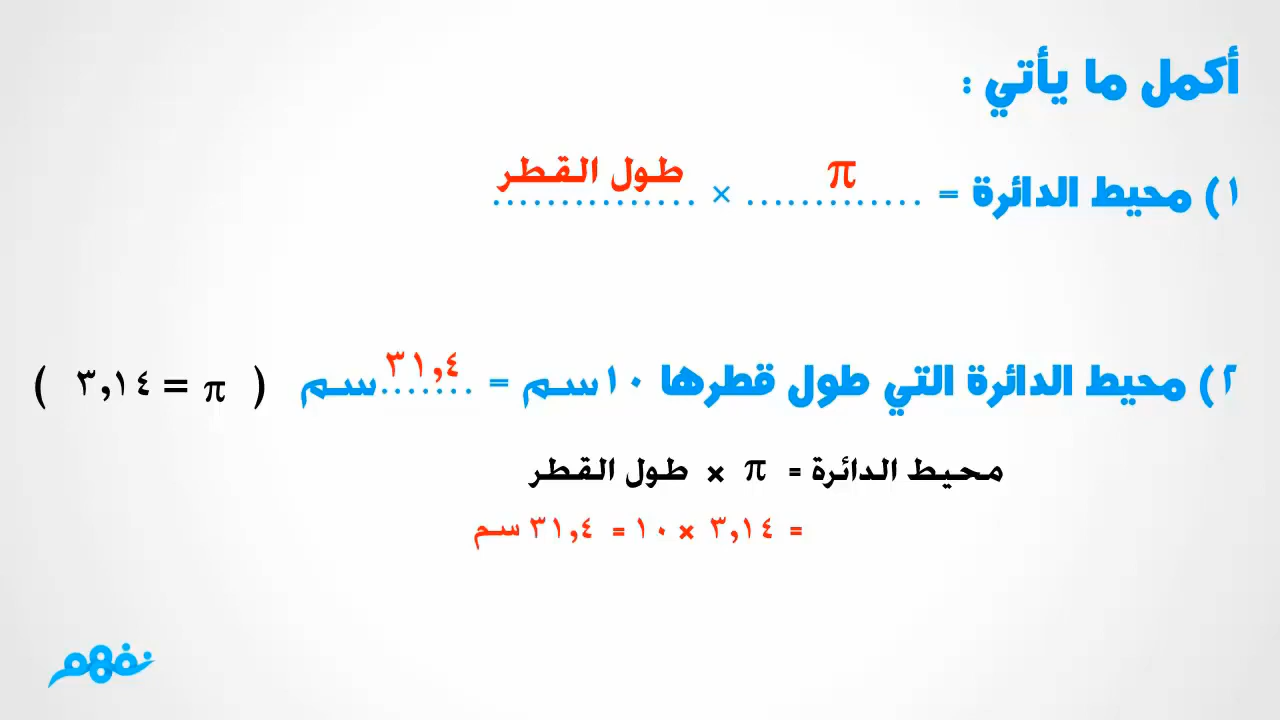 أكمل ما يأتي :
١) محيط الدائرة = π × طول القطر
٢) محيط الدائرة التي طول قطرها ١٠ سم = ٣١,٤ سم ( π = ٣,١٤ )
محيط الدائرة = π × طول القطر
= ٣,١٤ × ١٠ = ٣١,٤ سم
نفهم